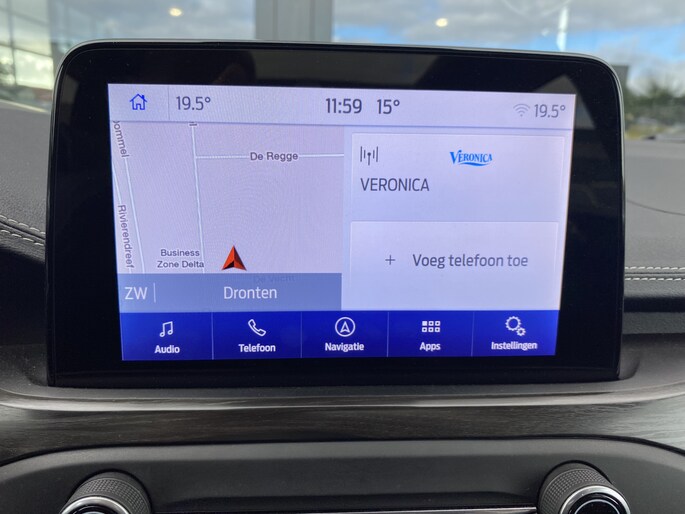 19.5°
11:59
15°
19.5°
De Regge
Rivierendreef
Business
Zone Delta
ZW
Dronten
VERONICA
VERONICA
+ Voeg telefoon toe
Audio
Telefoon
Navigatie
Apps
Instellingen